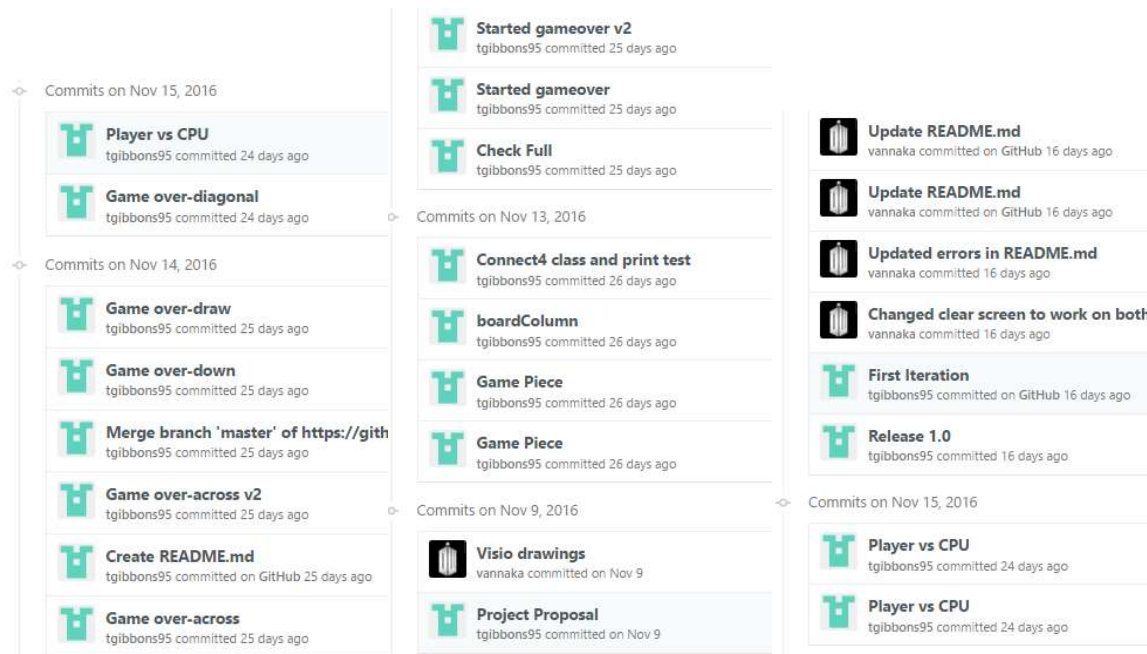 Commits on Nov 15, 2016
Player vs CPU
tgibbons95 committed 24 days ago
Game over-diagonal
tgibbons95 committed 24 days ago
Commits on Nov 14, 2016
Game over-draw
tgibbons95 committed 25 days ago
Game over-down
tgibbons95 committed 25 days ago
Merge branch 'master' of https://gith
tgibbons95 committed 25 days ago
Game over-across v2
tgibbons95 committed 25 days ago
Create README.md
tgibbons95 committed on GitHub 25 days ago
Game over-across
tgibbons95 committed 25 days ago
Started gameover v2
tgibbons95 committed 25 days ago
Started gameover
tgibbons95 committed 25 days ago
Check Full
tgibbons95 committed 25 days ago
Commits on Nov 13, 2016
Connect4 class and print test
tgibbons95 committed 26 days ago
boardColumn
tgibbons95 committed 26 days ago
Game Piece
tgibbons95 committed 26 days ago
Game Piece
tgibbons95 committed 26 days ago
Commits on Nov 9, 2016
Visio drawings
vannaka committed on Nov 9
Project Proposal
tgibbons95 committed on Nov 9
Update README.md
vannaka committed on GitHub 16 days ago
Update README.md
vannaka committed on GitHub 16 days ago
Updated errors in README.md
vannaka committed 16 days ago
Changed clear screen to work on both
vannaka committed 16 days ago
First Iteration
tgibbons95 committed on GitHub 16 days ago
Release 1.0
tgibbons95 committed 16 days ago
Commits on Nov 15, 2016
Player vs CPU
tgibbons95 committed 24 days ago
Player vs CPU
tgibbons95 committed 24 days ago